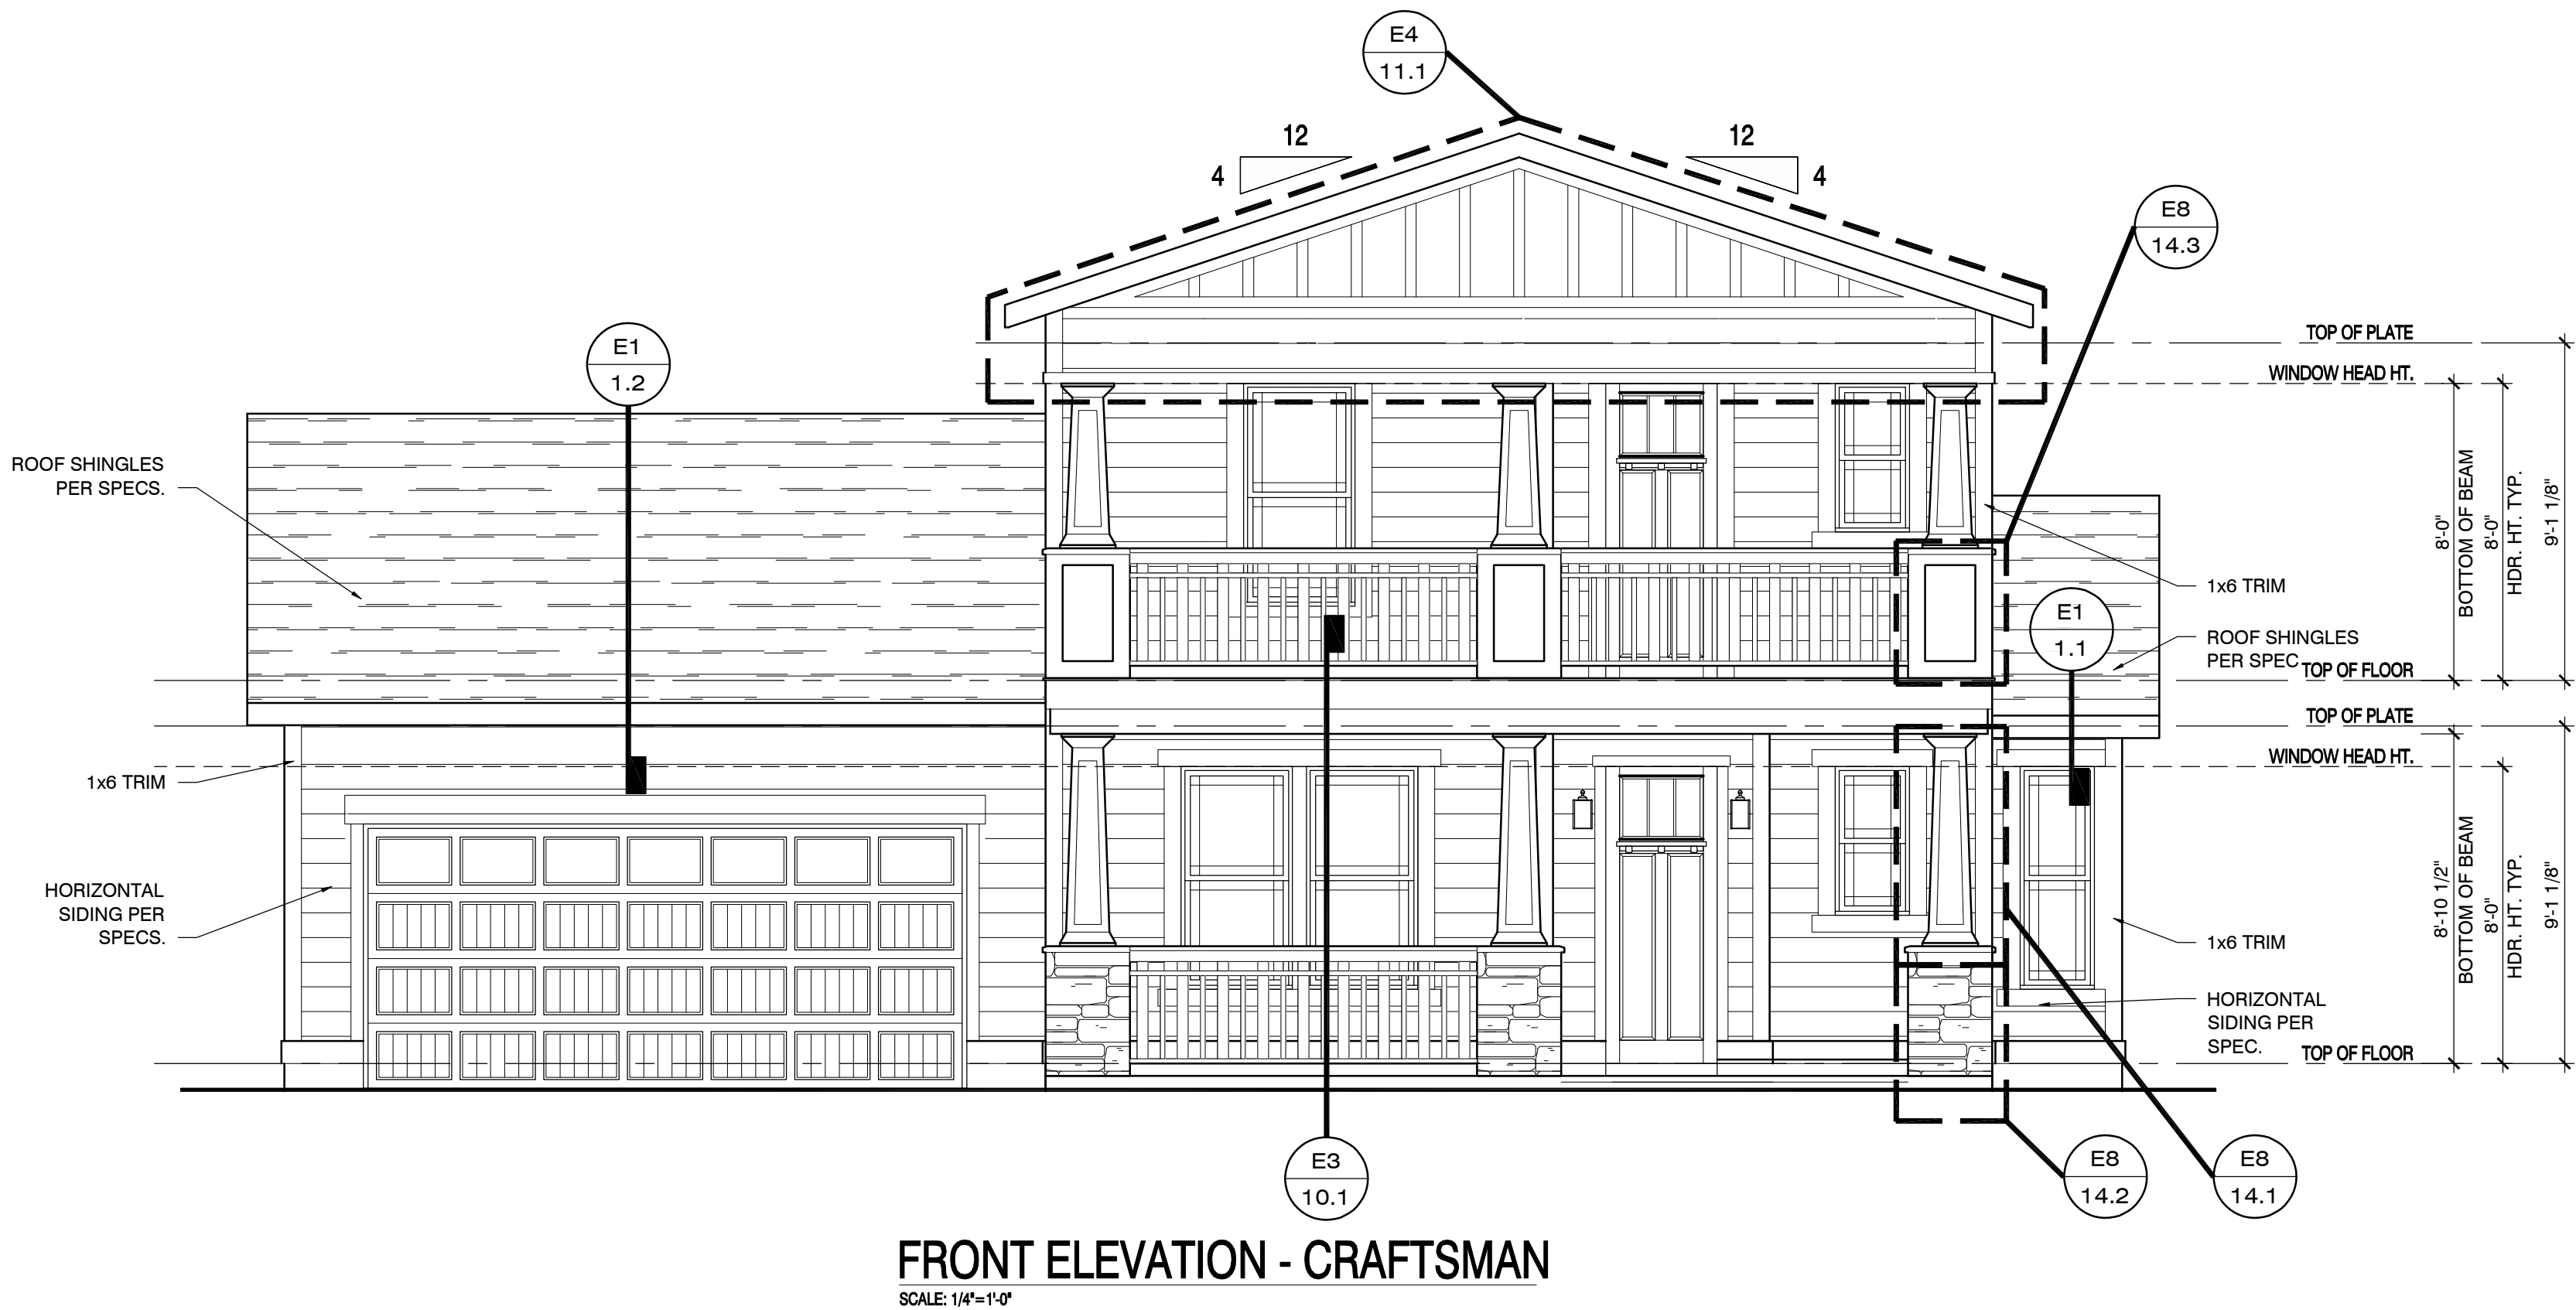 E4
11.1
12
4
12
4
E8
14.3
E1
1.2
TOP OF PLATE
WINDOW HEAD HT.
ROOF SHINGLES
PER SPECS.
8'-0"
BOTTOM OF BEAM
8'-0"
HDR. HT. TYP.
9'-1 1/8"
1x6 TRIM
E1
1.1
ROOF SHINGLES
PER SPEC
TOP OF FLOOR
TOP OF PLATE
WINDOW HEAD HT.
1x6 TRIM
HORIZONTAL
SIDING PER
SPECS.
8'-10 1/2"
BOTTOM OF BEAM
8'-0"
HDR. HT. TYP.
9'-1 1/8"
1x6 TRIM
HORIZONTAL
SIDING PER
SPEC.
TOP OF FLOOR
E3
10.1
E8
14.2
E8
14.1
FRONT ELEVATION - CRAFTSMAN
SCALE: 1/4"=1'-0"